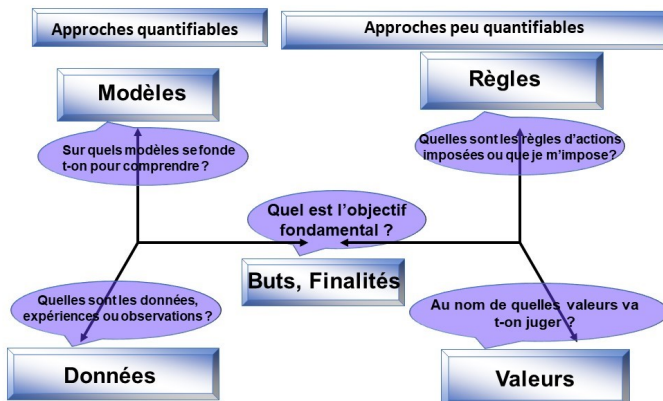 Approches quantifiables
Approches peu quantifiables
Modèles
Règles
Sur quels modèles se fonde
t-on pour comprendre ?
Quelles sont les règles d'actions
imposées ou que je m'impose?
Quel est l'objectif
fondamental ?
Buts, Finalités
Quelles sont les données,
expériences ou observations ?
Au nom de quelles valeurs va
t-on juger ?
Données
Valeurs